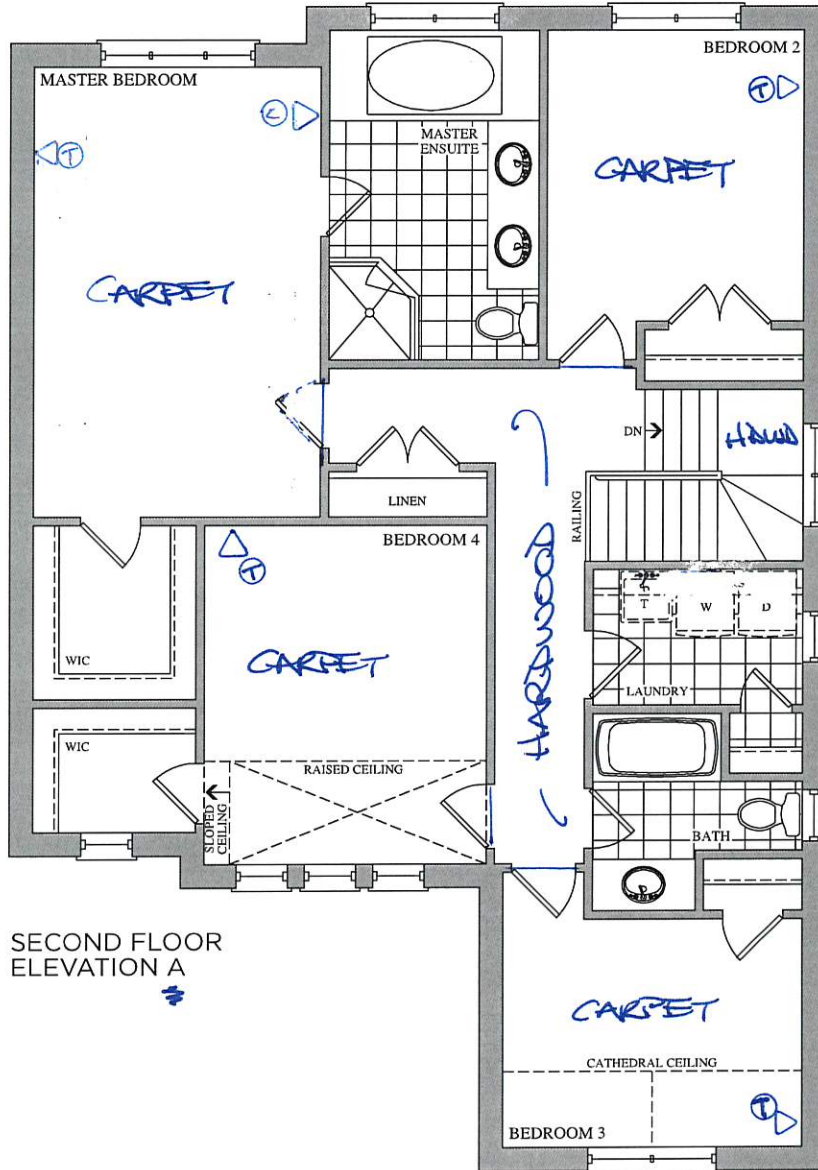 BEDROOM 2
MASTER BEDROOM
T
C
T
MASTER
ENSUITE
CARPET
CARPET
DN
HARD
LINEN
RAILING
BEDROOM 4
T
HARDWOOD
T
W
D
WIC
CARPET
LAUNDRY
WIC
RAISED CEILING
SLOPED
CEILING
BATH
SECOND FLOOR
ELEVATION A
CARPET
CATHEDRAL CEILING
T
BEDROOM 3